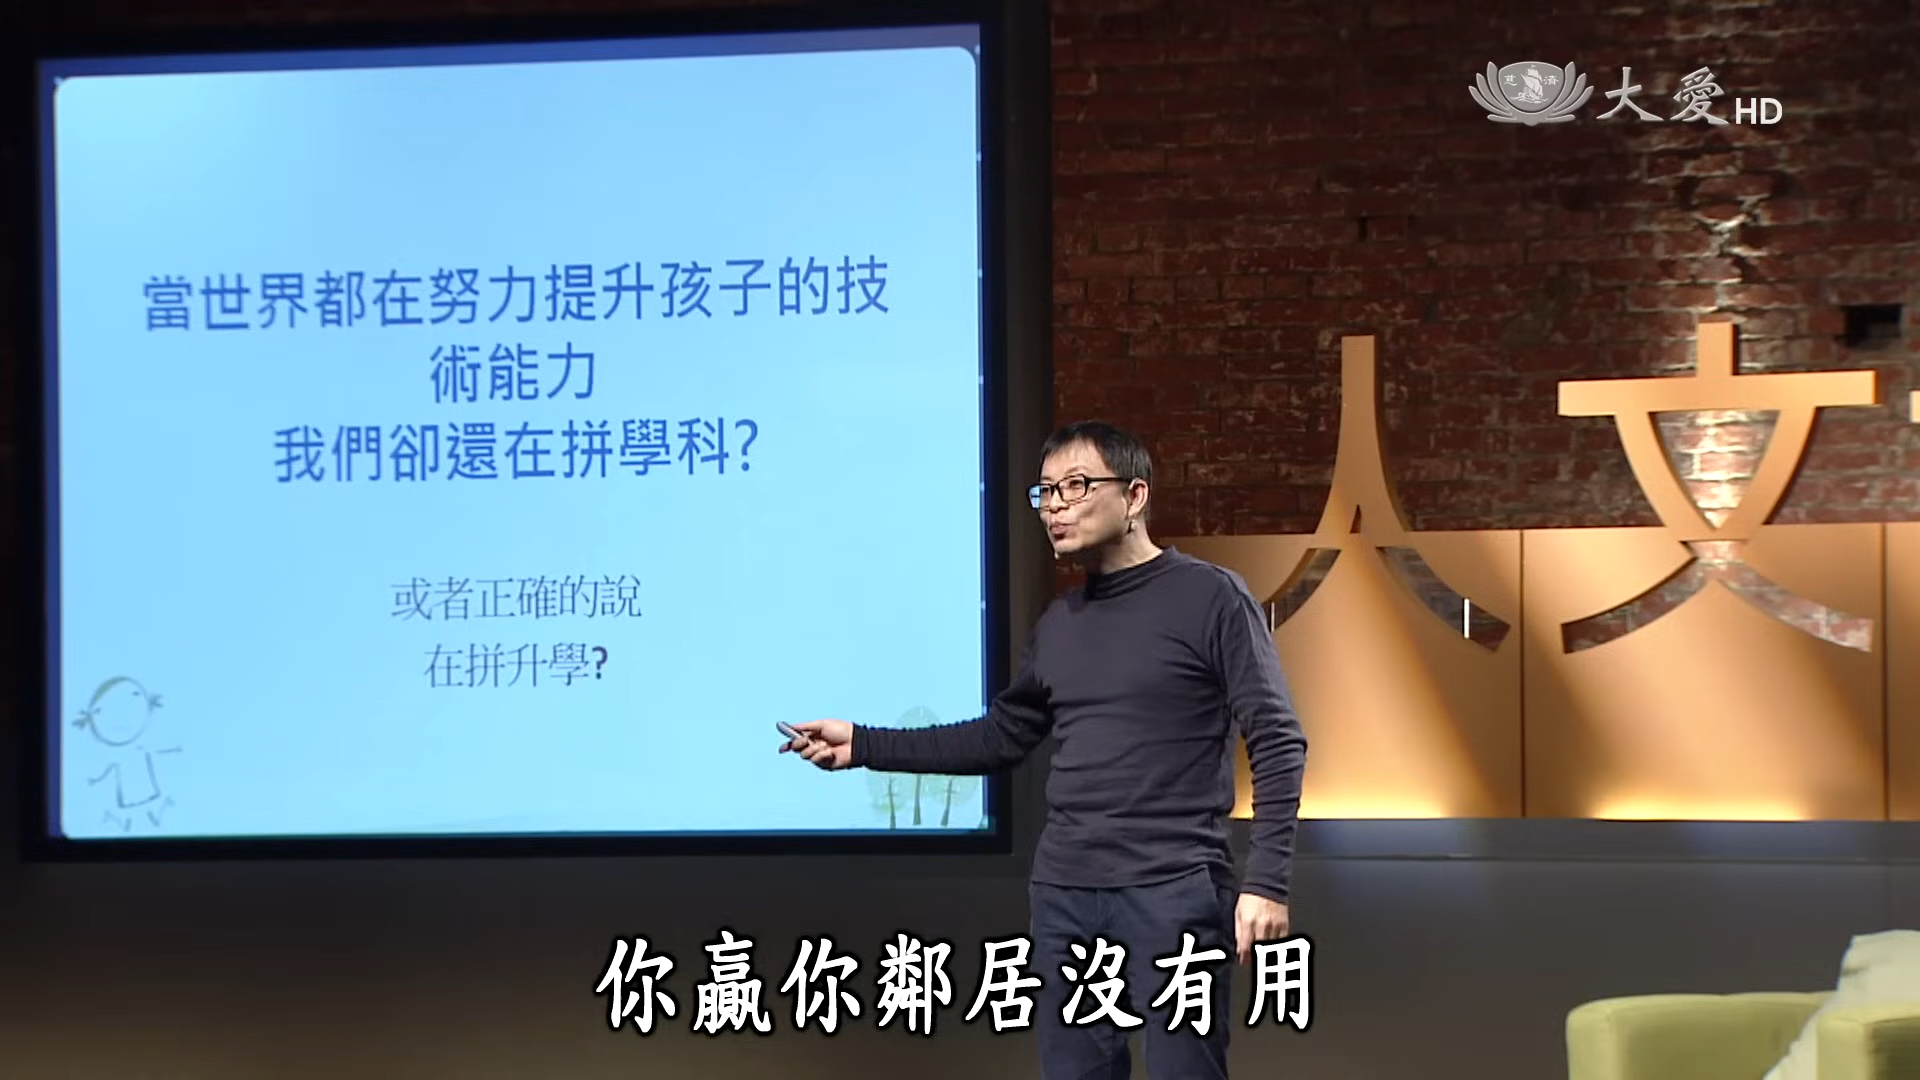 當世界都在努力提升孩子的技
術能力
我們卻還在拼學科?
或者正確的說
在拼升學?
慈濟
大愛HD
人文
你贏你鄰居沒有用